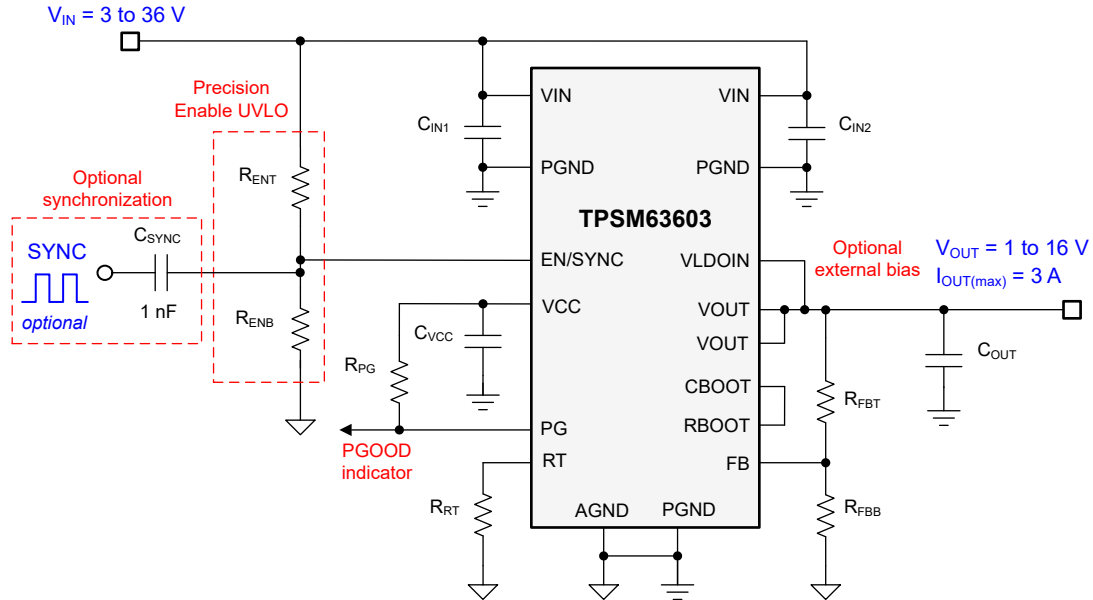 VIN = 3 to 36 V
Precision
Enable UVLO
RENT
Optional
synchronization
CSYNC
SYNC
optional
1 nF
RENB
CIN1
CIN2
VIN
VIN
PGND
PGND
TPSM63603
EN/SYNC
VLDOIN
Optional
external bias
VOUT = 1 to 16 V
IOUT(max) = 3 A
VCC
VOUT
CVCC
VOUT
COUT
RPG
CBOOT
RFBT
RBOOT
PG
PGOOD
indicator
RT
FB
RRT
AGND
PGND
RFBB